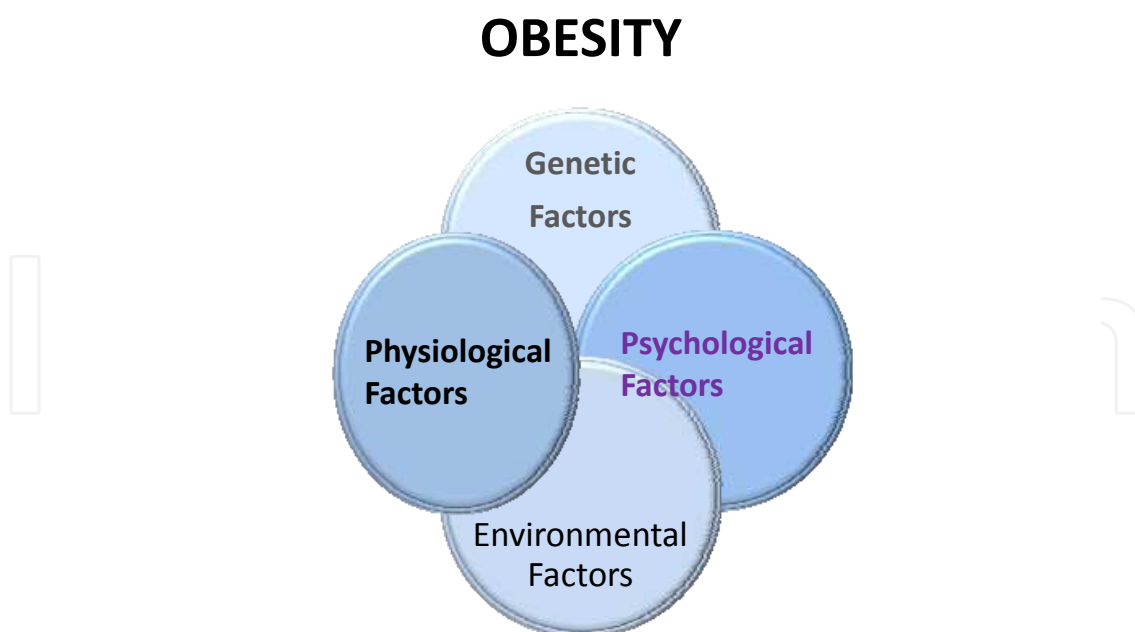 OBESITY
Genetic
Factors
Physiological
Factors
Psychological
Factors
Environmental
Factors